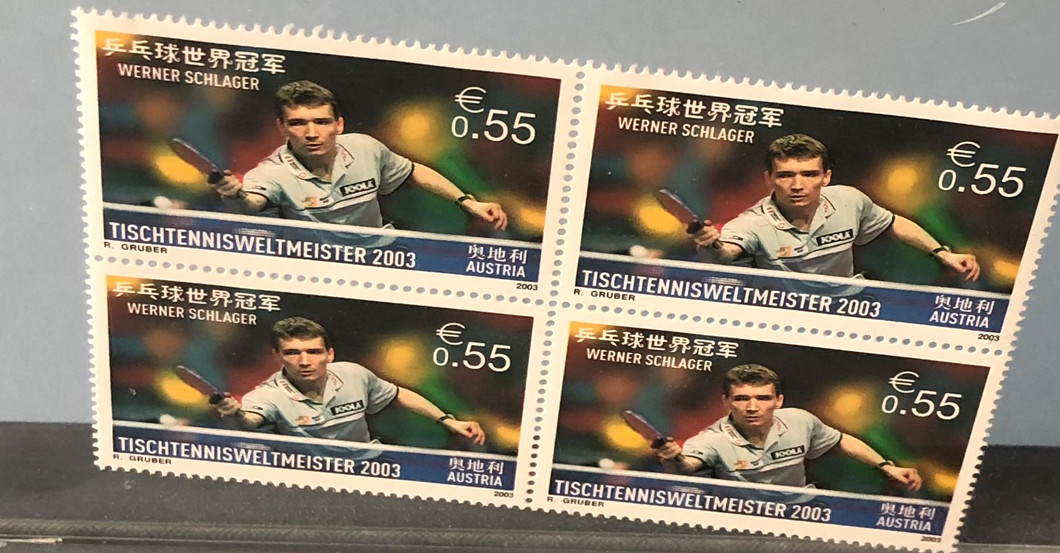 乒乓球世界冠军
WERNER SCHLAGER
€
0.55
JOOLA
TISCHTENNISWELTMEISTER 2003
奥地利
AUSTRIA
R. GRUBER
2003
乒乓球世界冠军
WERNER SCHLAGER
€
0.55
JOOLA
TISCHTENNISWELTMEISTER 2003
奥地利
AUSTRIA
R. GRUBER
2003
乒乓球世界冠军
WERNER SCHLAGER
€
0.55
JOOLA
TISCHTENNISWELTMEISTER 2003
奥地利
AUSTRIA
R. GRUBER
2003
乒乓球世界冠军
WERNER SCHLAGER
€
0.55
JOOLA
TISCHTENNISWELTMEISTER 2003
奥地利
AUSTRIA
R. GRUBER
2003